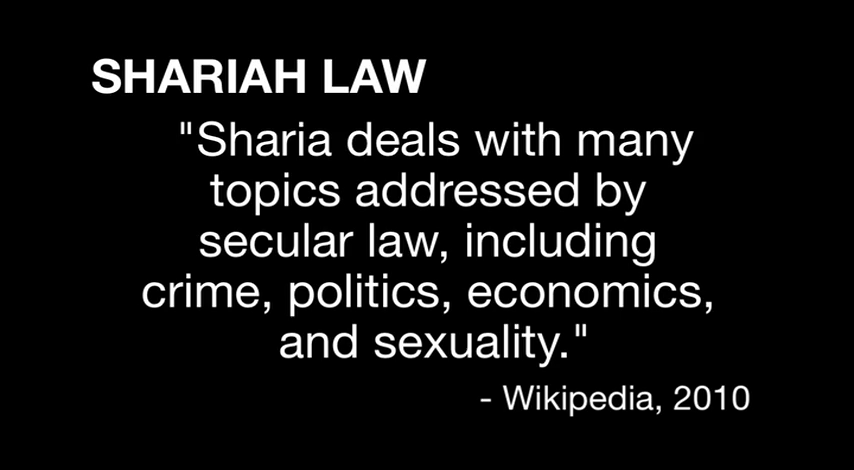 SHARIAH LAW
"Sharia deals with many
topics addressed by
secular law, including
crime, politics, economics,
and sexuality."
- Wikipedia, 2010